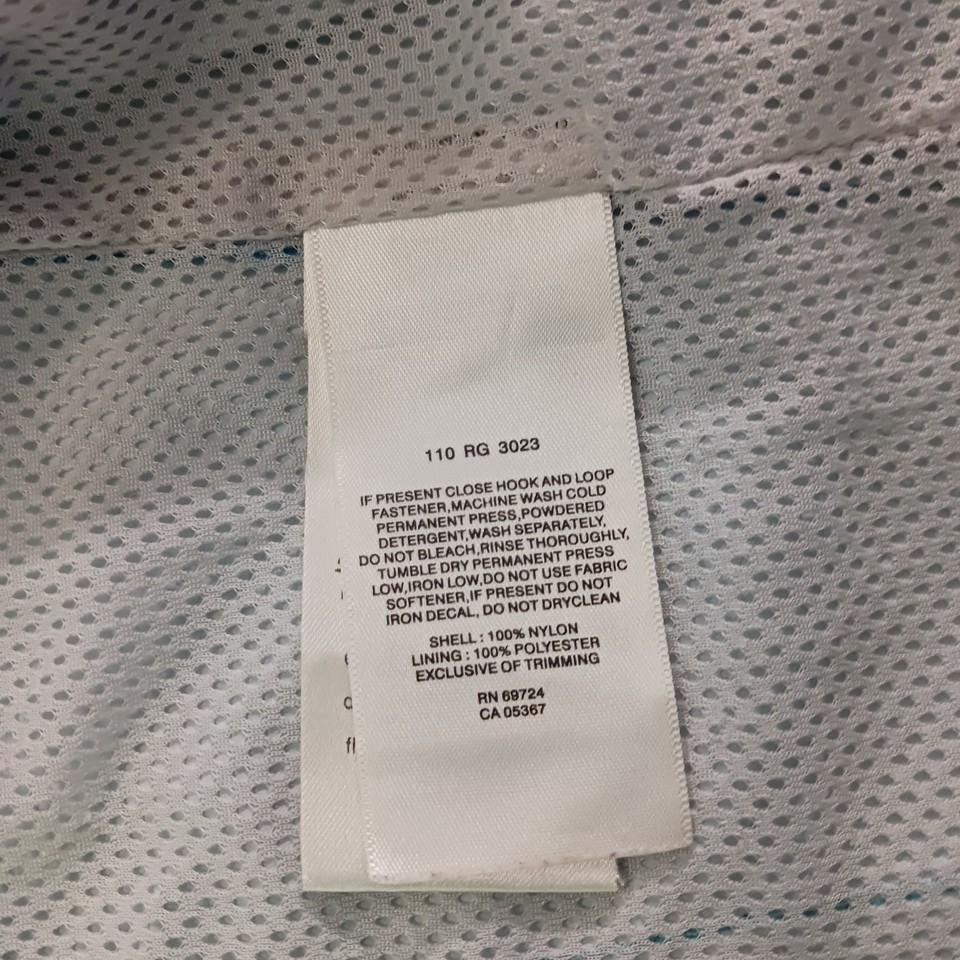 110 RG 3023
IF PRESENT CLOSE HOOK AND LOOP
FASTENER,MACHINE WASH COLD
PERMANENT PRESS,POWDERED
DETERGENT,WASH SEPARATELY,
DO NOT BLEACH,RINSE THOROUGHLY,
TUMBLE DRY PERMANENT PRESS
LOW,IRON LOW,DO NOT USE FABRIC
SOFTENER,IF PRESENT DO NOT
IRON DECAL, DO NOT DRYCLEAN
SHELL : 100% NYLON
LINING : 100% POLYESTER
EXCLUSIVE OF TRIMMING
RN 69724
CA 05367